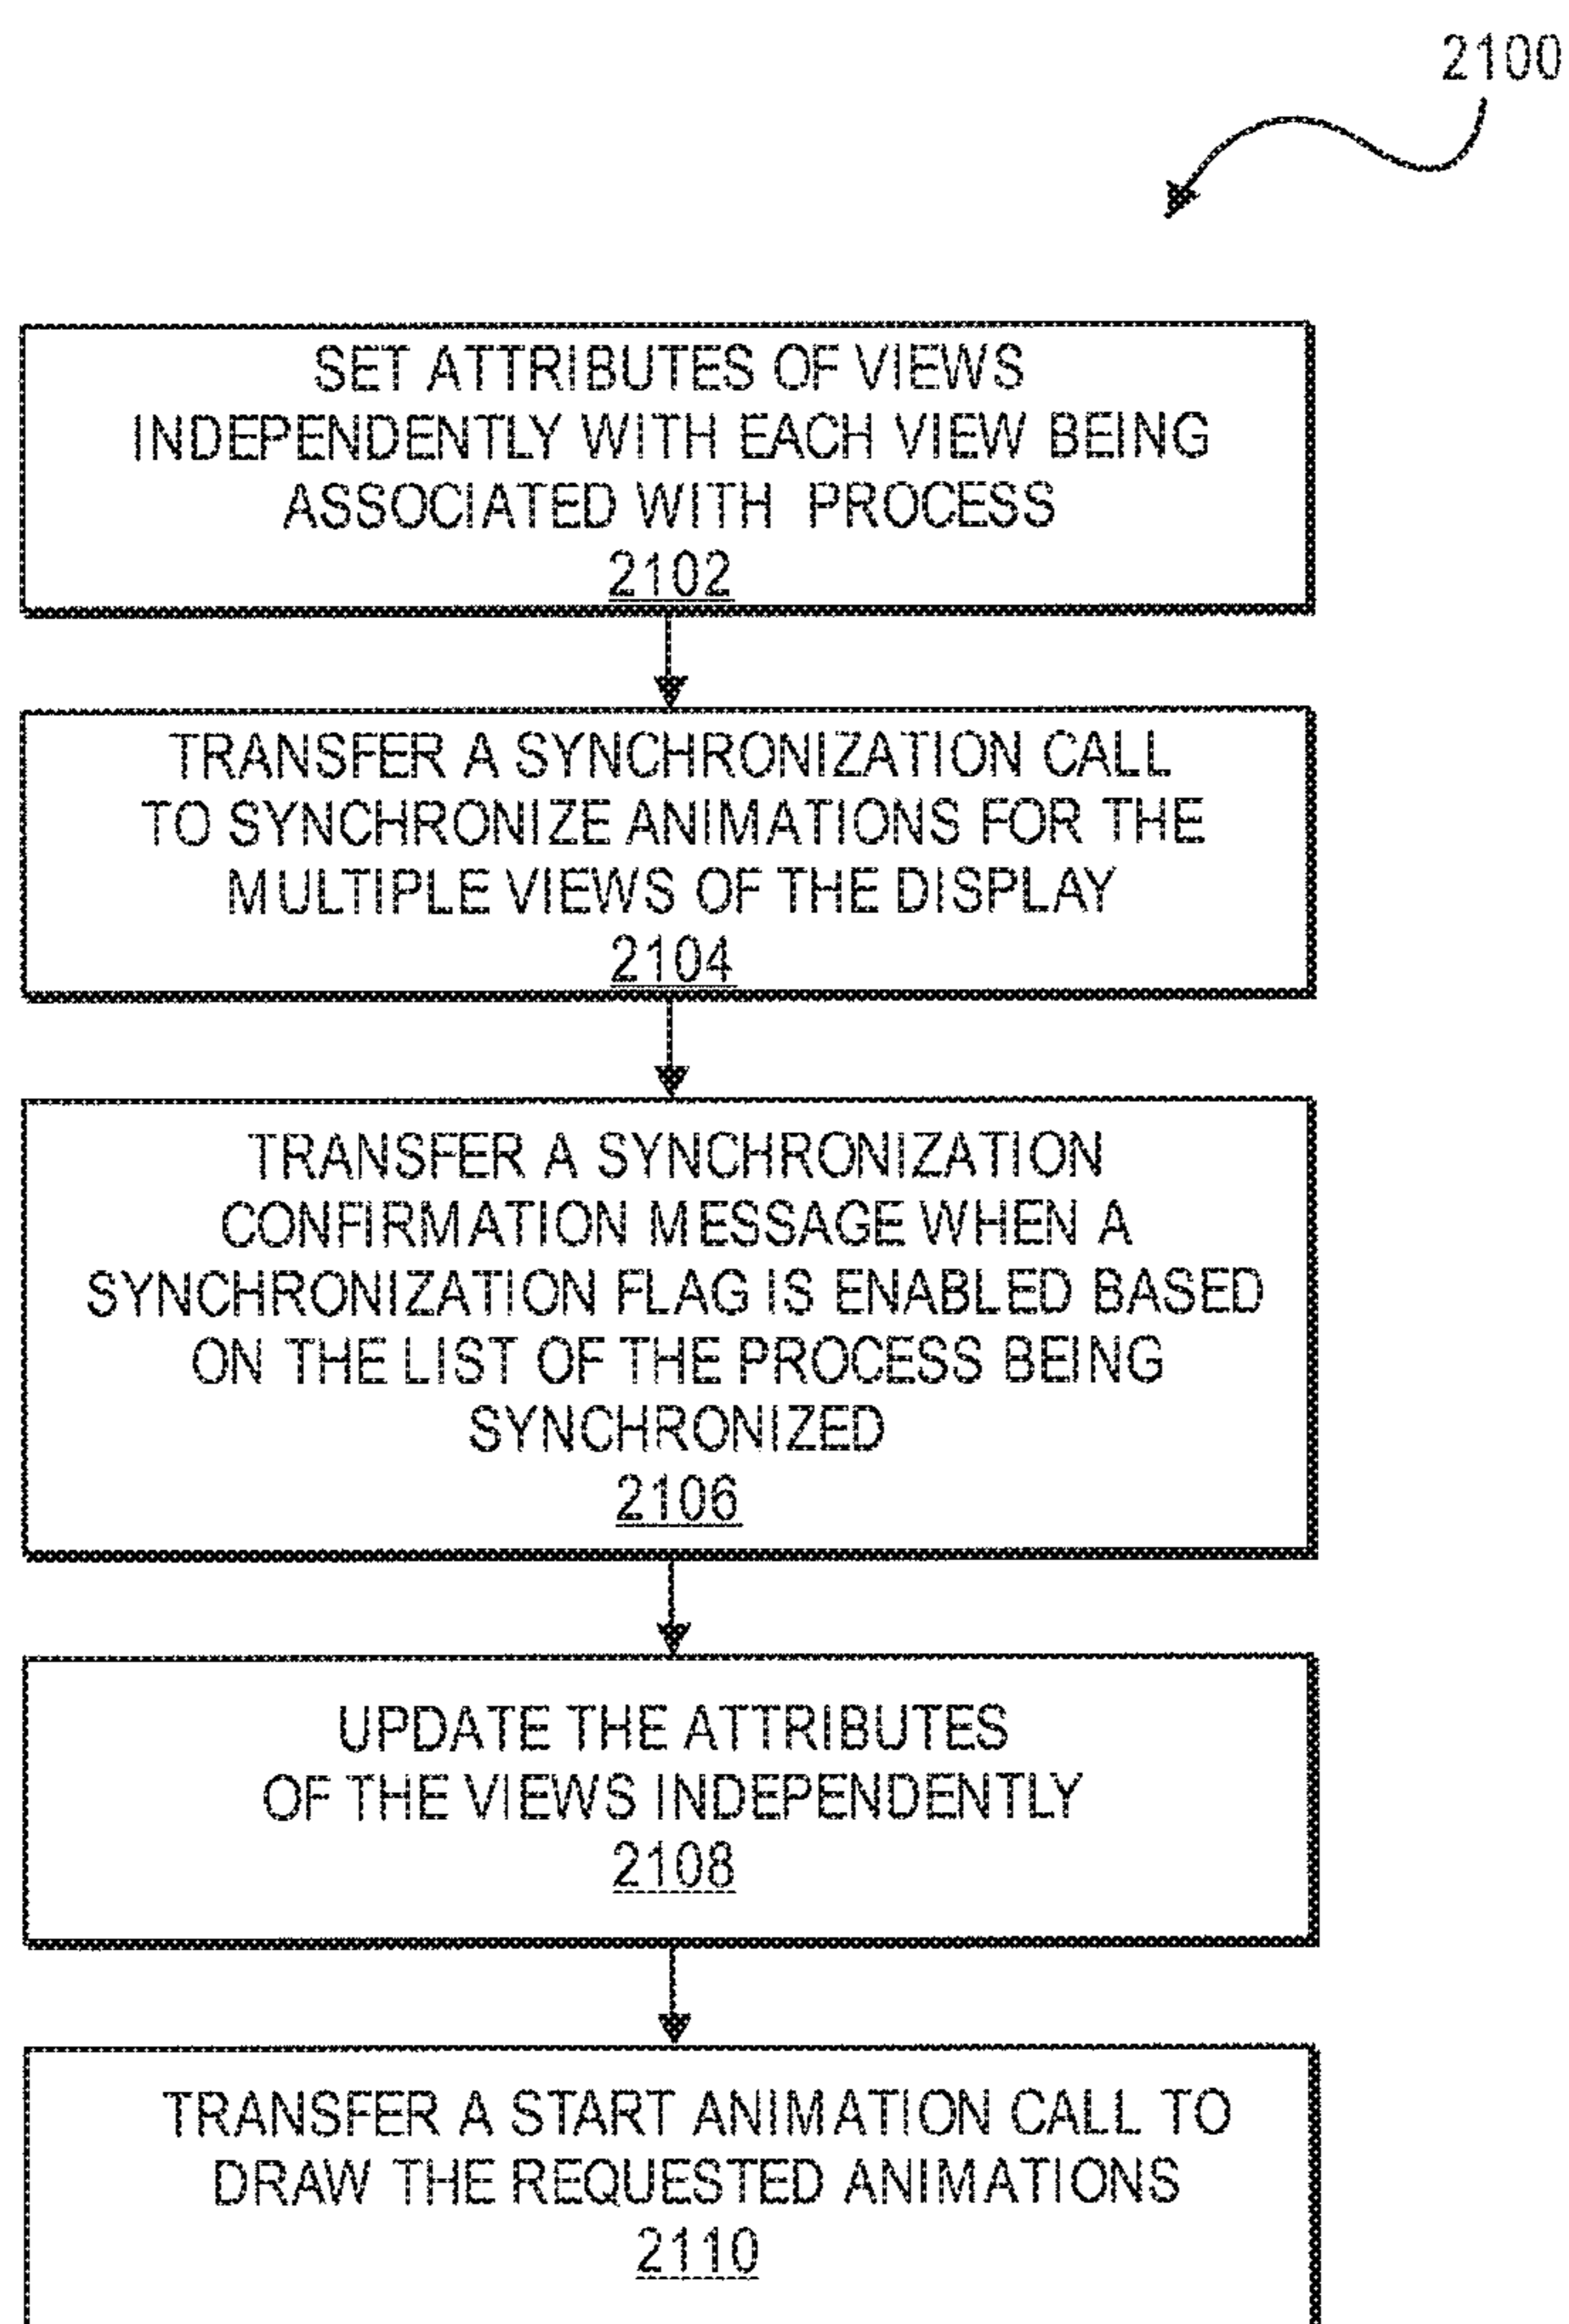 2100
SET ATTRIBUTES OF VIEWS
INDEPENDENTLY WITH EACH VIEW BEING
ASSOCIATED WITH PROCESS
2102
TRANSFER A SYNCHRONIZATION CALL
TO SYNCHRONIZE ANIMATIONS FOR THE
MULTIPLE VIEWS OF THE DISPLAY
2104
TRANSFER A SYNCHRONIZATION
CONFIRMATION MESSAGE WHEN A
SYNCHRONIZATION FLAG IS ENABLED BASED
ON THE LIST OF THE PROCESS BEING
SYNCHRONIZED
2106
UPDATE THE ATTRIBUTES
OF THE VIEWS INDEPENDENTLY
2108
TRANSFER A START ANIMATION CALL TO
DRAW THE REQUESTED ANIMATIONS
2110